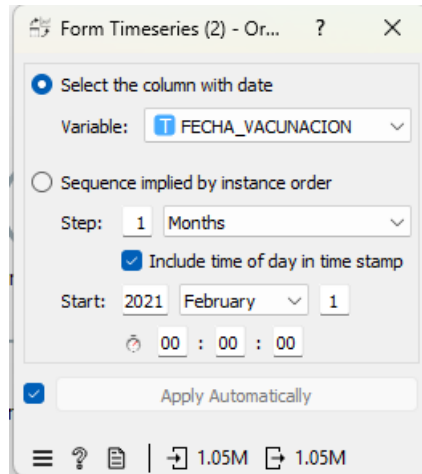 Form Timeseries (2) - Or... ?
Select the column with date
Variable: T FECHA_VACUNACION
Sequence implied by instance order
Step: 1 Months
Include time of day in time stamp
Start: 2021 February 1
00 : 00 : 00
Apply Automatically
? 1.05M 1.05M